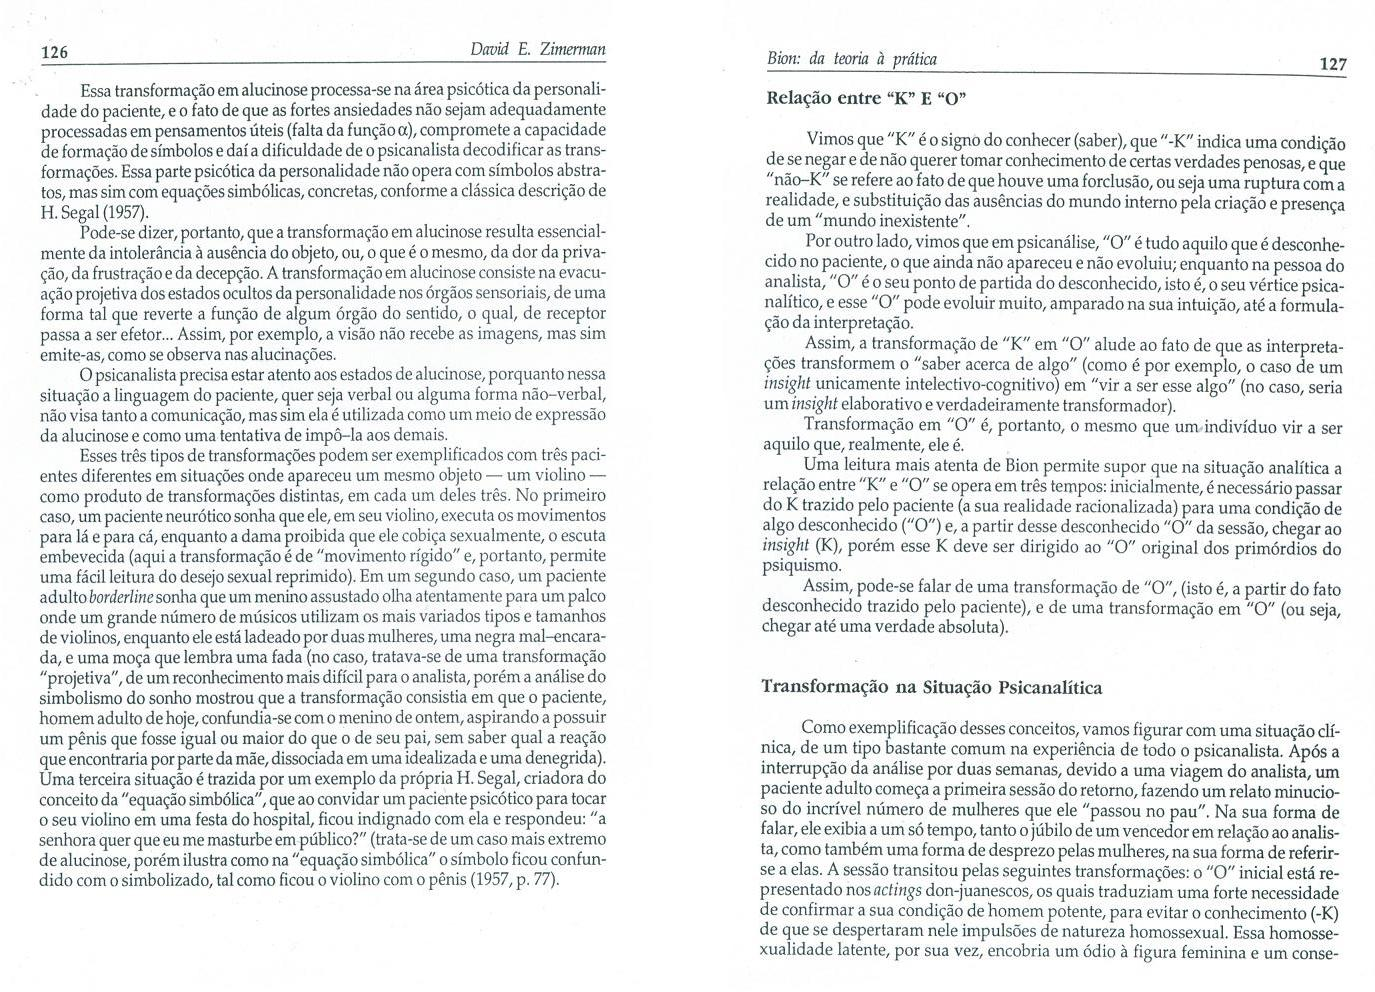 126
David E. Zimerman
Essa transformação em alucinose processa-se na área psicótica da personali-
dade do paciente, e o fato de que as fortes ansiedades não sejam adequadamente
processadas em pensamentos úteis (falta da função α), compromete a capacidade
de formação de símbolos e daí a dificuldade de o psicanalista decodificar as trans-
formações. Essa parte psicótica da personalidade não opera com símbolos abstra-
tos, mas sim com equações simbólicas, concretas, conforme a clássica descrição de
H. Segal (1957).
Pode-se dizer, portanto, que a transformação em alucinose resulta essencial-
mente da intolerância à ausência do objeto, ou, o que é o mesmo, da dor da priva-
ção, da frustração e da decepção. A transformação em alucinose consiste na evacu-
ação projetiva dos estados ocultos da personalidade nos órgãos sensoriais, de uma
forma tal que reverte a função de algum órgão do sentido, o qual, de receptor
passa a ser efetor... Assim, por exemplo, a visão não recebe as imagens, mas sim
emite-as, como se observa nas alucinações.
O psicanalista precisa estar atento aos estados de alucinose, porquanto nessa
situação a linguagem do paciente, quer seja verbal ou alguma forma não–verbal,
não visa tanto a comunicação, mas sim ela é utilizada como um meio de expressão
da alucinose e como uma tentativa de impô–la aos demais.
Esses três tipos de transformações podem ser exemplificados com três paci-
entes diferentes em situações onde apareceu um mesmo objeto — um violino —
como produto de transformações distintas, em cada um deles três. No primeiro
caso, um paciente neurótico sonha que ele, em seu violino, executa os movimentos
para lá e para cá, enquanto a dama proibida que ele cobiça sexualmente, o escuta
embevecida (aqui a transformação é de "movimento rígido" e, portanto, permite
uma fácil leitura do desejo sexual reprimido). Em um segundo caso, um paciente
adulto borderline sonha que um menino assustado olha atentamente para um palco
onde um grande número de músicos utilizam os mais variados tipos e tamanhos
de violinos, enquanto ele está ladeado por duas mulheres, uma negra mal–encara-
da, e uma moça que lembra uma fada (no caso, tratava-se de uma transformação
"projetiva", de um reconhecimento mais difícil para o analista, porém a análise do
simbolismo do sonho mostrou que a transformação consistia em que o paciente,
homem adulto de hoje, confundia-se com o menino de ontem, aspirando a possuir
um pênis que fosse igual ou maior do que o de seu pai, sem saber qual a reação
que encontraria por parte da mãe, dissociada em uma idealizada e uma denegrida).
Uma terceira situação é trazida por um exemplo da própria H. Segal, criadora do
conceito da "equação simbólica", que ao convidar um paciente psicótico para tocar
o seu violino em uma festa do hospital, ficou indignado com ela e respondeu: "a
senhora quer que eu me masturbe em público?" (trata-se de um caso mais extremo
de alucinose, porém ilustra como na "equação simbólica" o símbolo ficou confun-
dido com o simbolizado, tal como ficou o violino com o pênis (1957, p. 77).
Bion: da teoria à prática
127
Relação entre "K" E "O"
Vimos que "K" é o signo do conhecer (saber), que "-K" indica uma condição
de se negar e de não querer tomar conhecimento de certas verdades penosas, e que
"não–K" se refere ao fato de que houve uma forclusão, ou seja uma ruptura com a
realidade, e substituição das ausências do mundo interno pela criação e presença
de um "mundo inexistente".
Por outro lado, vimos que em psicanálise, "O" é tudo aquilo que é desconhe-
cido no paciente, o que ainda não apareceu e não evoluiu; enquanto na pessoa do
analista, "O" é o seu ponto de partida do desconhecido, isto é, o seu vértice psica-
nalítico, e esse "O" pode evoluir muito, amparado na sua intuição, até a formula-
ção da interpretação.
Assim, a transformação de "K" em "O" alude ao fato de que as interpreta-
ções transformem o "saber acerca de algo" (como é por exemplo, o caso de um
insight unicamente intelectivo-cognitivo) em "vir a ser esse algo" (no caso, seria
um insight elaborativo e verdadeiramente transformador).
Transformação em "O" é, portanto, o mesmo que um indivíduo vir a ser
aquilo que, realmente, ele é.
Uma leitura mais atenta de Bion permite supor que na situação analítica a
relação entre "K" e "O" se opera em três tempos: inicialmente, é necessário passar
do K trazido pelo paciente (a sua realidade racionalizada) para uma condição de
algo desconhecido ("O") e, a partir desse desconhecido "O" da sessão, chegar ao
insight (K), porém esse K deve ser dirigido ao "O" original dos primórdios do
psiquismo.
Assim, pode-se falar de uma transformação de "O", (isto é, a partir do fato
desconhecido trazido pelo paciente), e de uma transformação em "O" (ou seja,
chegar até uma verdade absoluta).
Transformação na Situação Psicanalítica
Como exemplificação desses conceitos, vamos figurar com uma situação clí-
nica, de um tipo bastante comum na experiência de todo o psicanalista. Após a
interrupção da análise por duas semanas, devido a uma viagem do analista, um
paciente adulto começa a primeira sessão do retorno, fazendo um relato minucio-
so do incrível número de mulheres que ele "passou no pau". Na sua forma de
falar, ele exibia a um só tempo, tanto o júbilo de um vencedor em relação ao analis-
ta, como também uma forma de desprezo pelas mulheres, na sua forma de referir-
se a elas. A sessão transitou pelas seguintes transformações: o "O" inicial está re-
presentado nos actings don-juanescos, os quais traduziam uma forte necessidade
de confirmar a sua condição de homem potente, para evitar o conhecimento (-K)
de que se despertaram nele impulsões de natureza homossexual. Essa homosse-
xualidade latente, por sua vez, encobria um ódio à figura feminina e um conse-